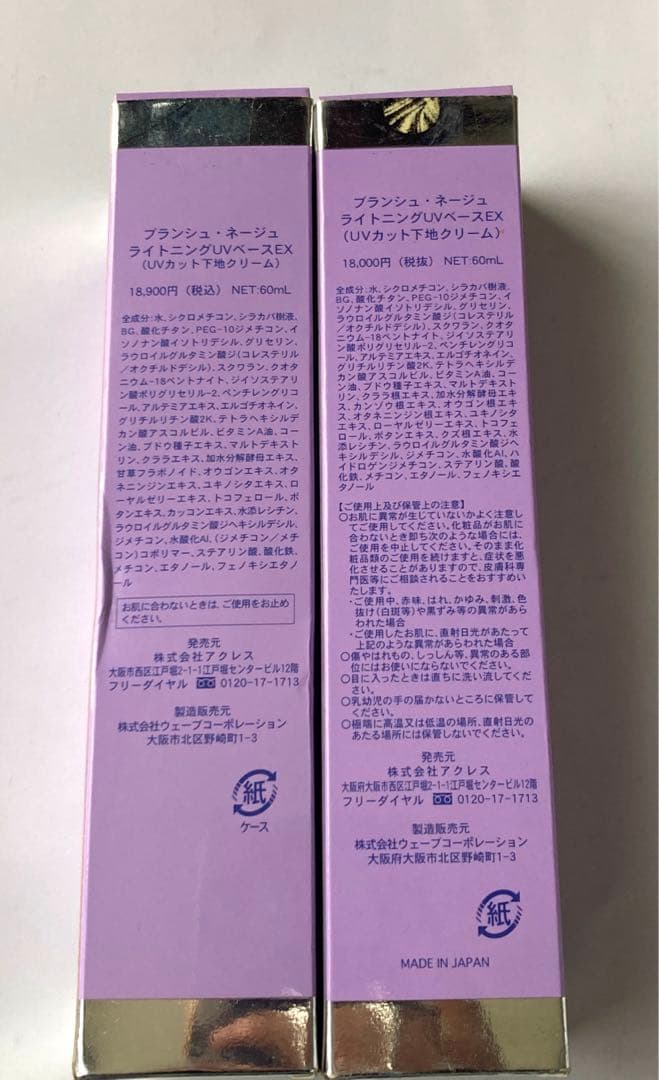 ブランシュ・ネージュ
ライトニングUVベースEX
(UVカット下地クリーム)
18,900円(税込) NET:60mL
全成分:水、シクロメチコン、シラカバ樹液、
BG、酸化チタン、PEG-10ジメチコン、イ
ソノナン酸イソトリデシル、グリセリン、
ラウロイルグルタミン酸ジ(コレステリル
/オクチルドデシル)、スクワラン、クオタ
ニウム-18ベントナイト、ジイソステアリ
ン酸ポリグリセリル-2、ペンチレングリコ
ール、アルテミアエキス、エルゴチオネイン、
グリチルリチン酸2K、テトラヘキシルデ
カン酸アスコルビル、ビタミンA油、コ
ーン油、ブドウ種子エキス、マルトデキスト
リン、クララエキス、加水分解酵母エキス、
甘草フラボノイド、オウゴンエキス、オタ
ネニンジンエキス、ユキノシタエキス、ロ
ーヤルゼリーエキス、トコフェロール、ボ
タンエキス、カッコンエキス、水添レシチン、
ラウロイルグルタミン酸ジヘキシルデシル、
ジメチコン、水酸化Al、(ジメチコン/メチ
コン)コポリマー、ステアリン酸、酸化鉄、
メチコン、エタノール、フェノキシエタノ
ール
お肌に合わないときは、ご使用をお止め
ください。
発売元
株式会社アクレス
大阪市西区江戸堀2-1-1江戸堀センタービル12階
フリーダイヤル 0120-17-1713
製造販売元
株式会社ウェーブコーポレーション
大阪市北区野崎町1-3
紙
ケース
ブランシュ・ネージュ
ライトニングUVベースEX
(UVカット下地クリーム)
18,000円(税抜) NET:60mL
全成分:水、シクロメチコン、シラカバ樹液、
BG、酸化チタン、PEG-10ジメチコン、イ
ソノナン酸イソトリデシル、グリセリン、
ラウロイルグルタミン酸ジ(コレステリル
/オクチルドデシル)、スクワラン、クオタ
ニウム-18ベントナイト、ジイソステアリ
ン酸ポリグリセリル-2、ペンチレングリコ
ール、アルテミアエキス、エルゴチオネイン、
グリチルリチン酸2K、テトラヘキシルデ
カン酸アスコルビル、ビタミンA油、コー
ン油、ブドウ種子エキス、マルトデキスト
リン、クララ根エキス、加水分解酵母エキ
ス、カンゾウ根エキス、オウゴン根エキ
ス、オタネニンジン根エキス、ユキノシタ
エキス、ローヤルゼリーエキス、トコフェ
ロール、ボタンエキス、クズ根エキス、水
添レシチン、ラウロイルグルタミン酸ジヘ
キシルデシル、ジメチコン、水酸化Al、ハ
イドロゲンジメチコン、ステアリン酸、酸
化鉄、メチコン、エタノール、フェノキシエ
タノール
【ご使用上及び保管上の注意】
○お肌に異常が生じていないかよく注意し
てご使用してください。化粧品がお肌に
合わないとき即ち次のような場合には、
ご使用を中止してください。そのまま化
粧品類のご使用を続けますと、症状を悪
化させることがありますので、皮膚科専
門医等にご相談されることをおすすめい
たします。
・ご使用中、赤味、はれ、かゆみ、刺激、色
抜け(白斑等)や黒ずみ等の異常があら
われた場合
・ご使用したお肌に、直射日光があたって
上記のような異常があらわれた場合
○傷やはれもの、しっしん等、異常のある部
位にはお使いにならないでください。
○目に入ったときは直ちに洗い流してくだ
さい。
○乳幼児の手の届かないところに保管して
ください。
○極端に高温又は低温の場所、直射日光の
あたる場所には保管しないでください。
発売元
株式会社アクレス
大阪府大阪市西区江戸堀2-1-1江戸堀センタービル12階
フリーダイヤル 0120-17-1713
製造販売元
株式会社ウェーブコーポレーション
大阪府大阪市北区野崎町1-3
紙
MADE IN JAPAN